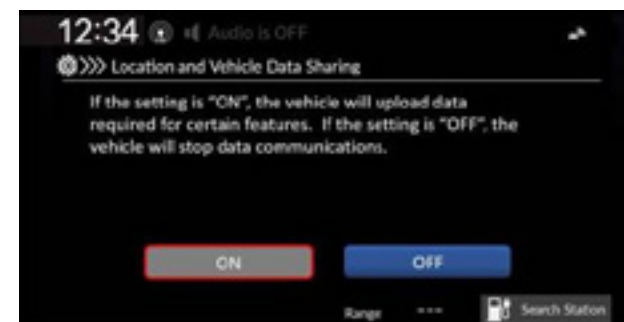 12:34 Audio is OFF
Location and Vehicle Data Sharing
If the setting is "ON", the vehicle will upload data
required for certain features. If the setting is "OFF", the
vehicle will stop data communications.
ON OFF
Range --- Search Station